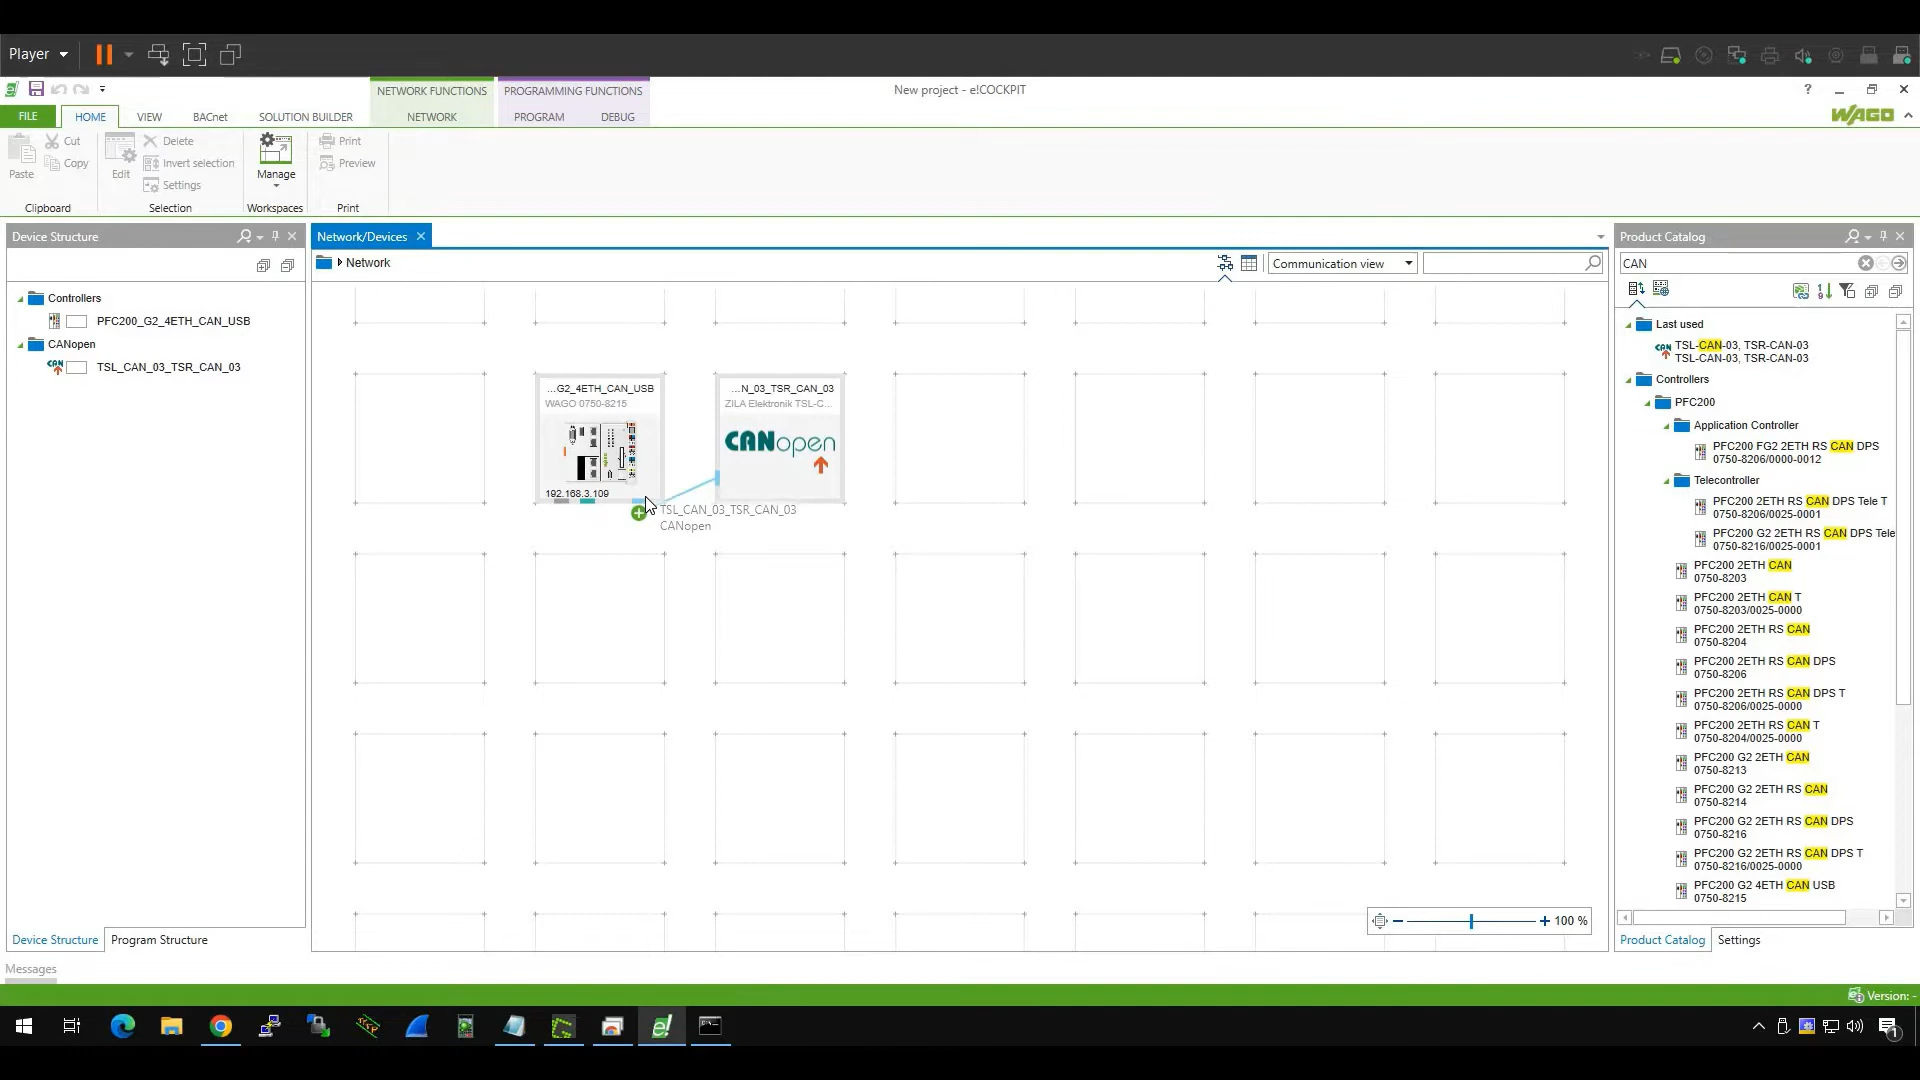 Player
New project - e!COCKPIT
NETWORK FUNCTIONS
PROGRAMMING FUNCTIONS
FILE
HOME
VIEW
BACnet
SOLUTION BUILDER
NETWORK
PROGRAM
DEBUG
WAGO
Paste
Cut
Copy
Clipboard
Edit
Delete
Invert selection
Settings
Selection
Manage
Workspaces
Print
Preview
Print
Device Structure
Controllers
PFC200_G2_4ETH_CAN_USB
CANopen
TSL_CAN_03_TSR_CAN_03
Device Structure
Program Structure
Network/Devices
Network
Communication view
...G2_4ETH_CAN_USB
WAGO 0750-8215
192.168.3.109
...N_03_TSR_CAN_03
ZILA Elektronik TSL-C...
CANopen
TSL_CAN_03_TSR_CAN_03
CANopen
100 %
Product Catalog
CAN
Last used
TSL-CAN-03, TSR-CAN-03
TSL-CAN-03, TSR-CAN-03
Controllers
PFC200
Application Controller
PFC200 FG2 2ETH RS CAN DPS
0750-8206/0000-0012
Telecontroller
PFC200 2ETH RS CAN DPS Tele T
0750-8206/0025-0001
PFC200 G2 2ETH RS CAN DPS Tele
0750-8216/0025-0001
PFC200 2ETH CAN
0750-8203
PFC200 2ETH CAN T
0750-8203/0025-0000
PFC200 2ETH RS CAN
0750-8204
PFC200 2ETH RS CAN DPS
0750-8206
PFC200 2ETH RS CAN DPS T
0750-8206/0025-0000
PFC200 2ETH RS CAN T
0750-8204/0025-0000
PFC200 G2 2ETH CAN
0750-8213
PFC200 G2 2ETH RS CAN
0750-8214
PFC200 G2 2ETH RS CAN DPS
0750-8216
PFC200 G2 2ETH RS CAN DPS T
0750-8216/0025-0000
PFC200 G2 4ETH CAN USB
0750-8215
Product Catalog
Settings
Messages
Version: -
1